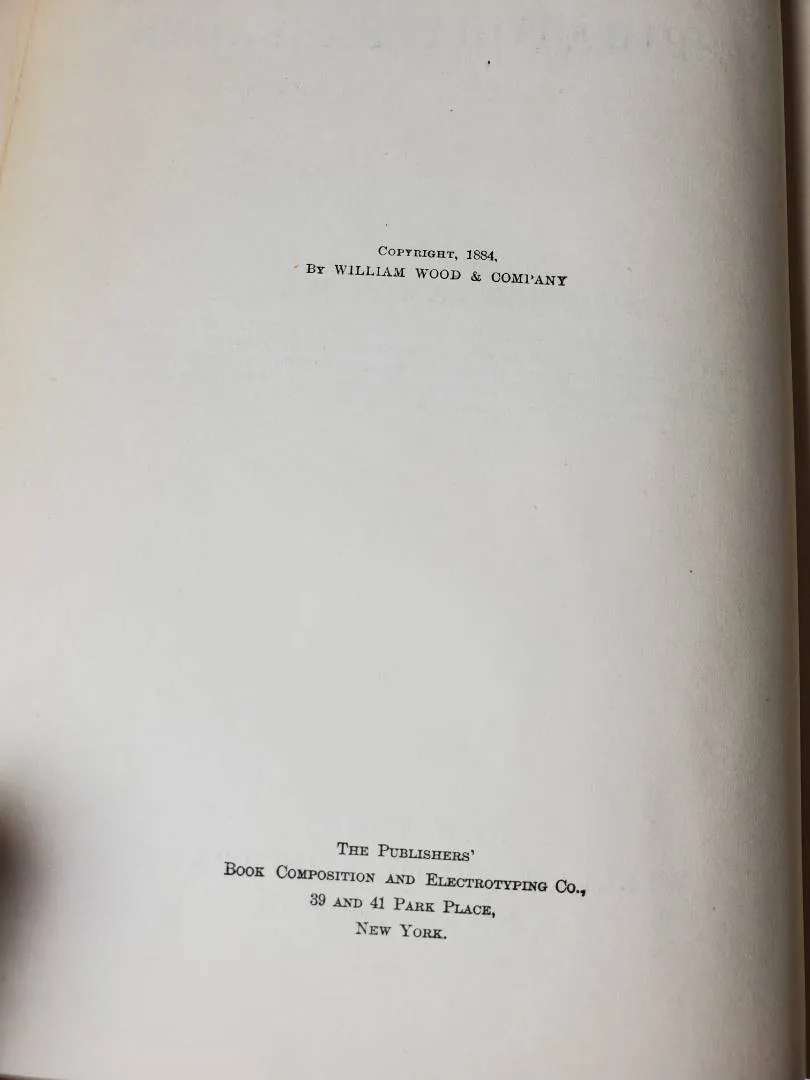 COPYRIGHT, 1884,
BY WILLIAM WOOD & COMPANY
THE PUBLISHERS'
BOOK COMPOSITION AND ELECTROTYPING CO.,
39 AND 41 PARK PLACE,
NEW YORK.